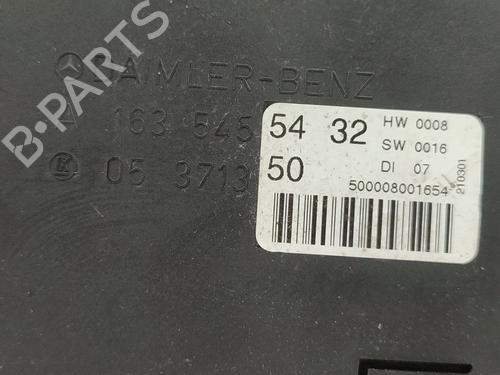 B-PARTS
DAIMLER-BENZ
A 163 545 54 32
05 3713 50
HW 0008
SW 0016
DI 07
500008001654
210301